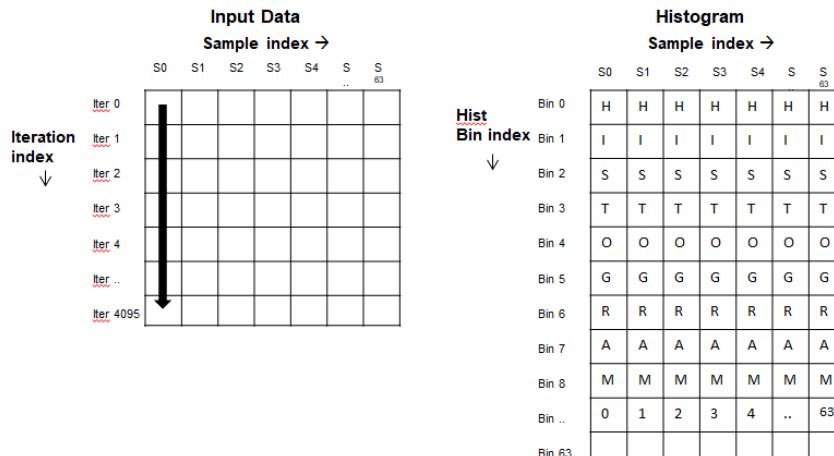 Input Data
Sample index →
S0 S1 S2 S3 S4 S .. S 63
Iteration index ↓
Iter 0
Iter 1
Iter 2
Iter 3
Iter 4
Iter ..
Iter 4095
Histogram
Sample index →
S0 S1 S2 S3 S4 S .. S 63
Hist
Bin index ↓
Bin 0 H H H H H H H
Bin 1 I I I I I I I
Bin 2 S S S S S S S
Bin 3 T T T T T T T
Bin 4 O O O O O O O
Bin 5 G G G G G G G
Bin 6 R R R R R R R
Bin 7 A A A A A A A
Bin 8 M M M M M M M
Bin .. 0 1 2 3 4 .. 63
Bin 63